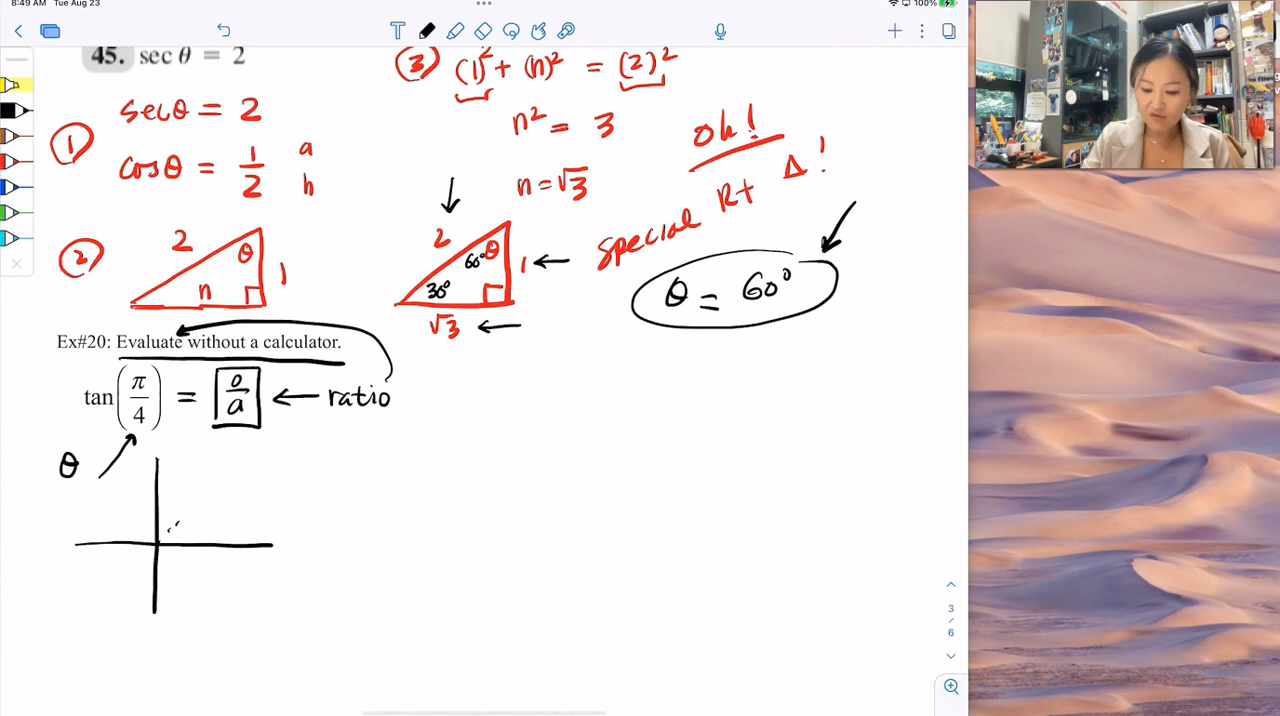 8:49 AM Tue Aug 23
100%
45. sec θ = 2
secθ = 2
① cosθ = 1/2 a h
② 2 θ n 1
③ (1)² + (n)² = (2)²
n² = 3
n = √3
oh!
special Rt Δ!
2 60° θ 1
30°
√3
θ = 60°
Ex#20: Evaluate without a calculator.
tan(π/4) = o/a ← ratio
θ
3
/
6